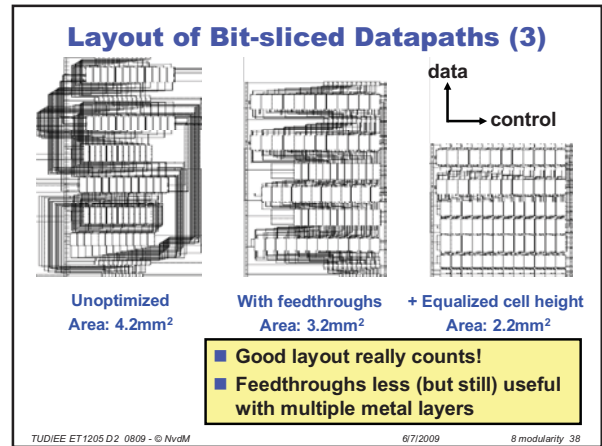 Layout of Bit-sliced Datapaths (3)
data
control
Unoptimized
Area: 4.2mm²
With feedthroughs
Area: 3.2mm²
+ Equalized cell height
Area: 2.2mm²
Good layout really counts!
Feedthroughs less (but still) useful
with multiple metal layers
TUD/EE ET1205 D2 0809 - © NvdM
6/7/2009
8 modularity 38